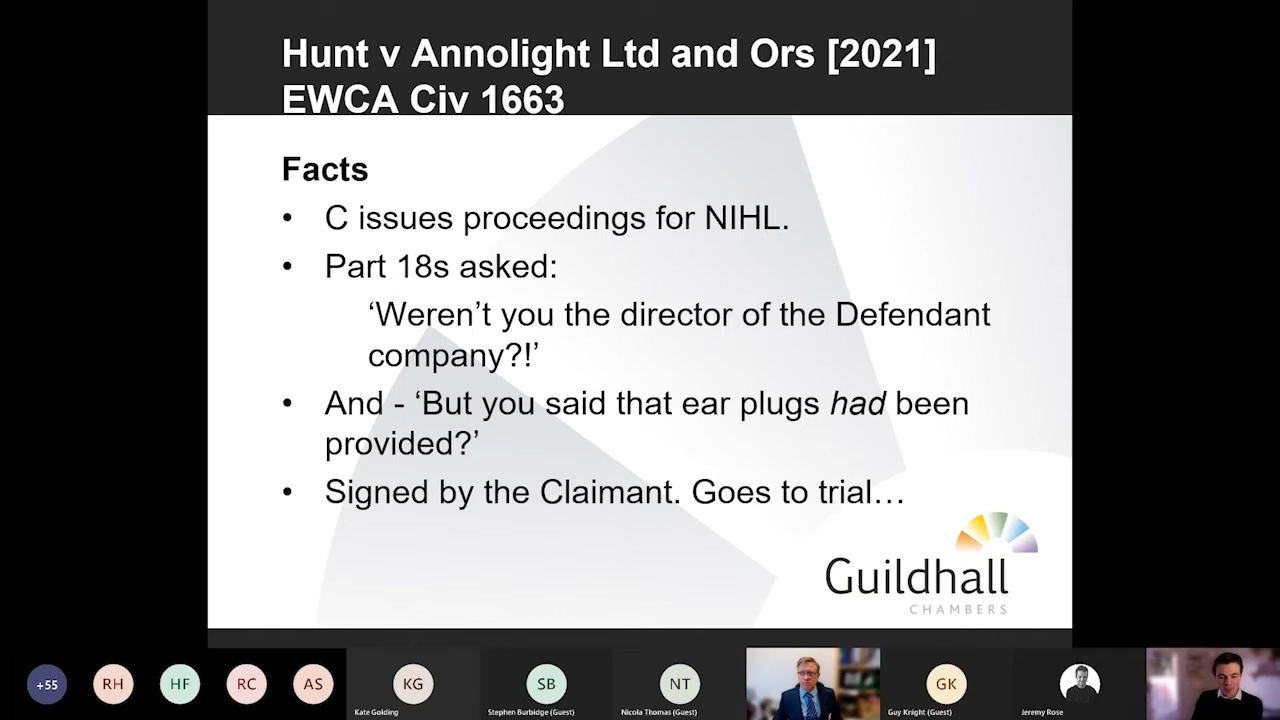 Hunt v Annolight Ltd and Ors [2021]
EWCA Civ 1663
Facts
• C issues proceedings for NIHL.
• Part 18s asked:
‘Weren’t you the director of the Defendant
company?!’
• And - ‘But you said that ear plugs had been
provided?’
• Signed by the Claimant. Goes to trial…
Guildhall
CHAMBERS
+55
RH
HF
RC
AS
KG
Kate Golding
SB
Stephen Burbidge (Guest)
NT
Nicola Thomas (Guest)
GK
Guy Knight (Guest)
Jeremy Rose